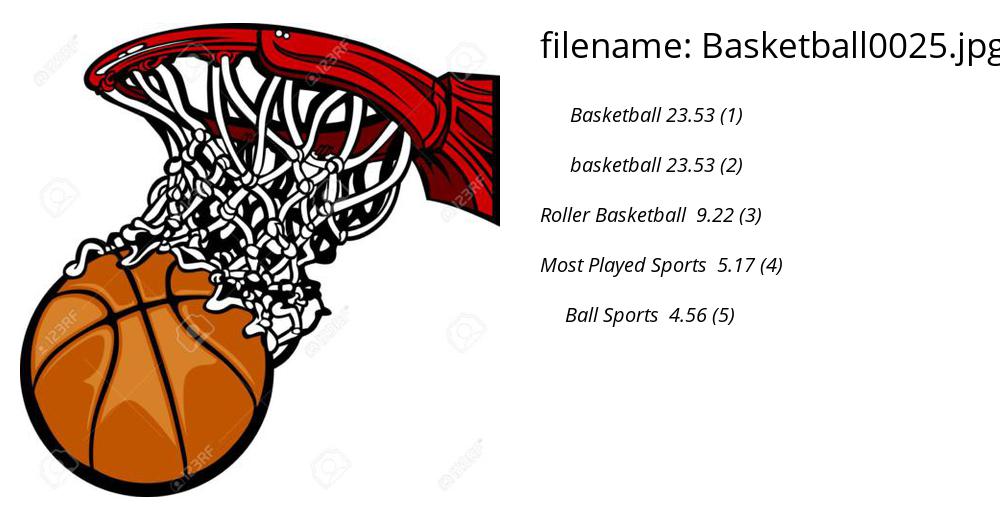 filename: Basketball0025.jpg
Basketball 23.53 (1)
basketball 23.53 (2)
Roller Basketball 9.22 (3)
Most Played Sports 5.17 (4)
Ball Sports 4.56 (5)
123RF
123RF
123RF
123RF
123RF
123RF
123RF